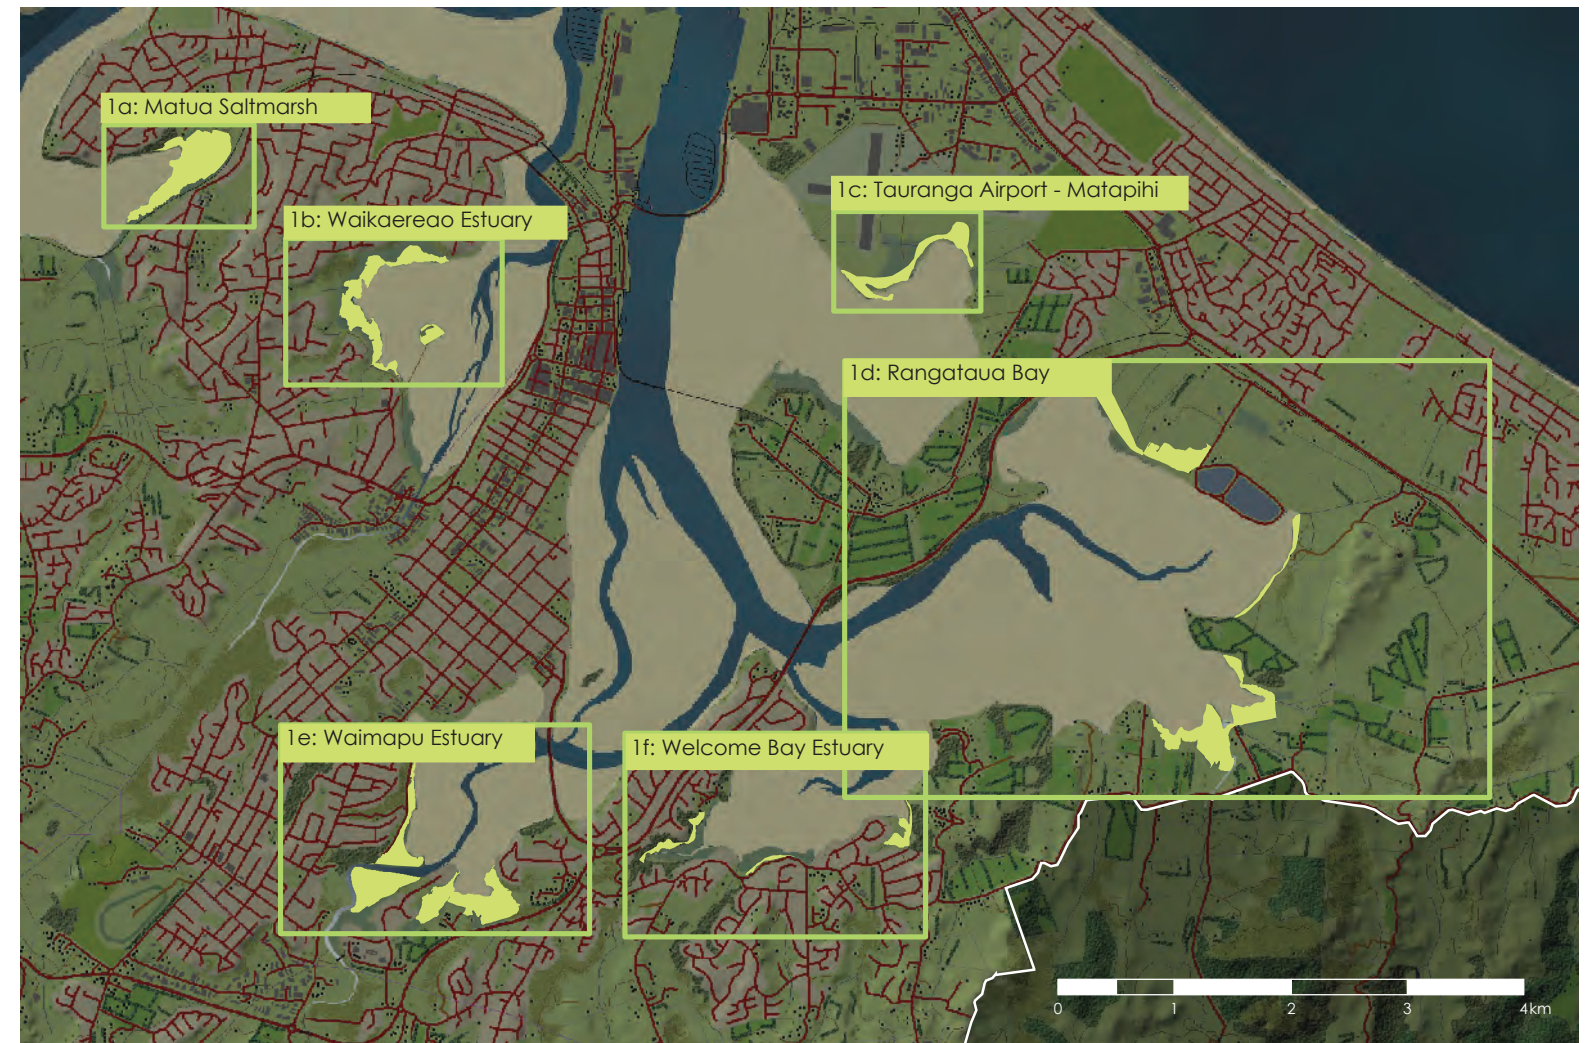 1a: Matua Saltmarsh
1b: Waikaereao Estuary
1c: Tauranga Airport - Matapihi
1d: Rangataua Bay
1e: Waimapu Estuary
1f: Welcome Bay Estuary
0 1 2 3 4km